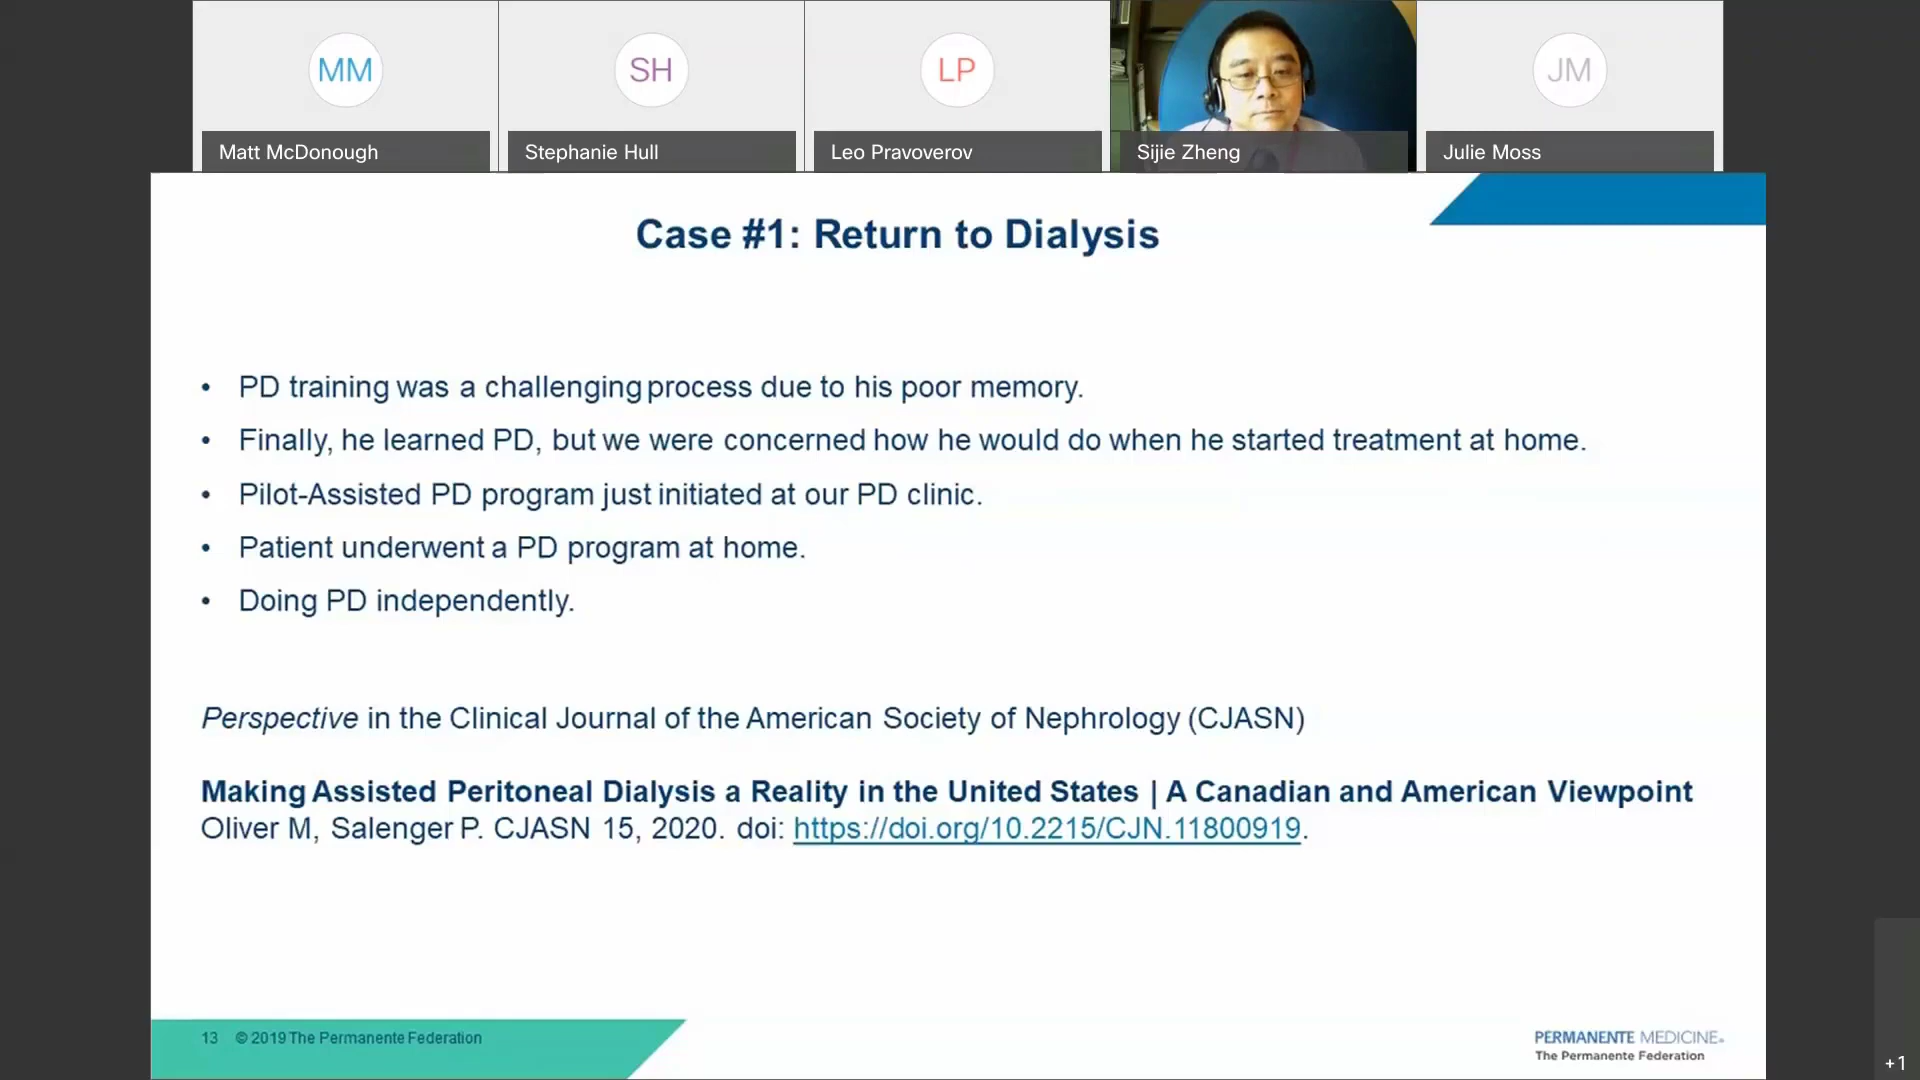 MM
SH
LP
JM
Matt McDonough
Stephanie Hull
Leo Pravoverov
Sijie Zheng
Julie Moss
Case #1: Return to Dialysis
• PD training was a challenging process due to his poor memory.
• Finally, he learned PD, but we were concerned how he would do when he started treatment at home.
• Pilot-Assisted PD program just initiated at our PD clinic.
• Patient underwent a PD program at home.
• Doing PD independently.
Perspective in the Clinical Journal of the American Society of Nephrology (CJASN)
Making Assisted Peritoneal Dialysis a Reality in the United States | A Canadian and American Viewpoint
Oliver M, Salenger P. CJASN 15, 2020. doi: https://doi.org/10.2215/CJN.11800919.
13 © 2019 The Permanente Federation
PERMANENTE MEDICINE
The Permanente Federation
+1